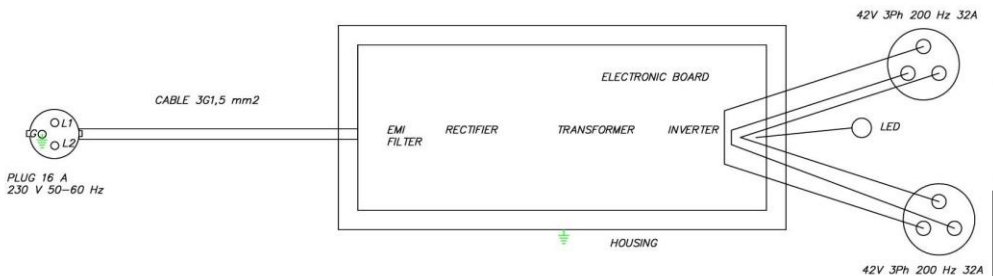 42V 3Ph 200 Hz 32A
ELECTRONIC BOARD
CABLE 3G1,5 mm2
L1
G
L2
EMI
FILTER
RECTIFIER
TRANSFORMER
INVERTER
LED
PLUG 16 A
230 V 50-60 Hz
HOUSING
42V 3Ph 200 Hz 32A